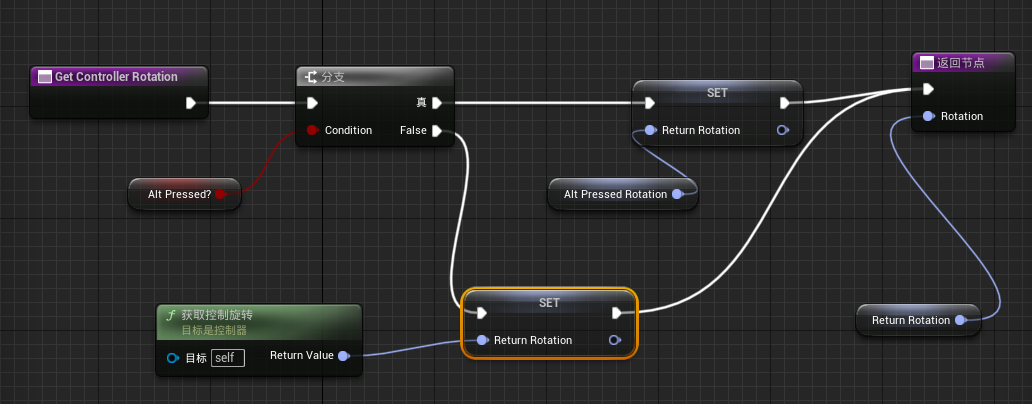 Get Controller Rotation
分支
真
Condition
False
Alt Pressed?
SET
Return Rotation
Alt Pressed Rotation
返回节点
Rotation
获取控制旋转
目标是控制器
目标 self
Return Value
SET
Return Rotation
Return Rotation